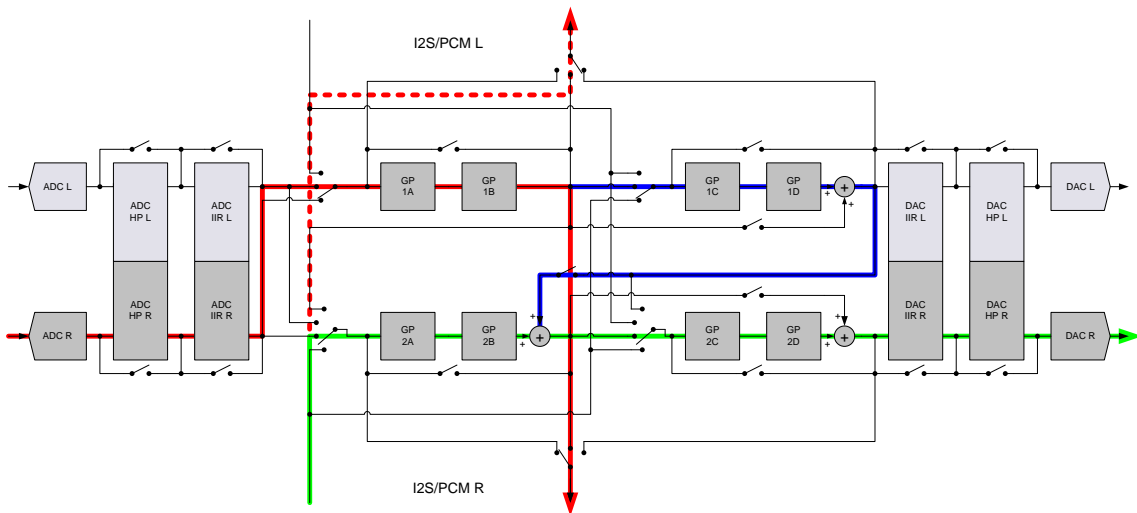 I2S/PCM L
ADC L
ADC
HP L
ADC
IIR L
GP
1A
GP
1B
GP
1C
GP
1D
+
+
+
DAC
IIR L
DAC
HP L
DAC L
ADC R
ADC
HP R
ADC
IIR R
GP
2A
GP
2B
+
+
+
GP
2C
GP
2D
+
+
+
DAC
IIR R
DAC
HP R
DAC R
I2S/PCM R